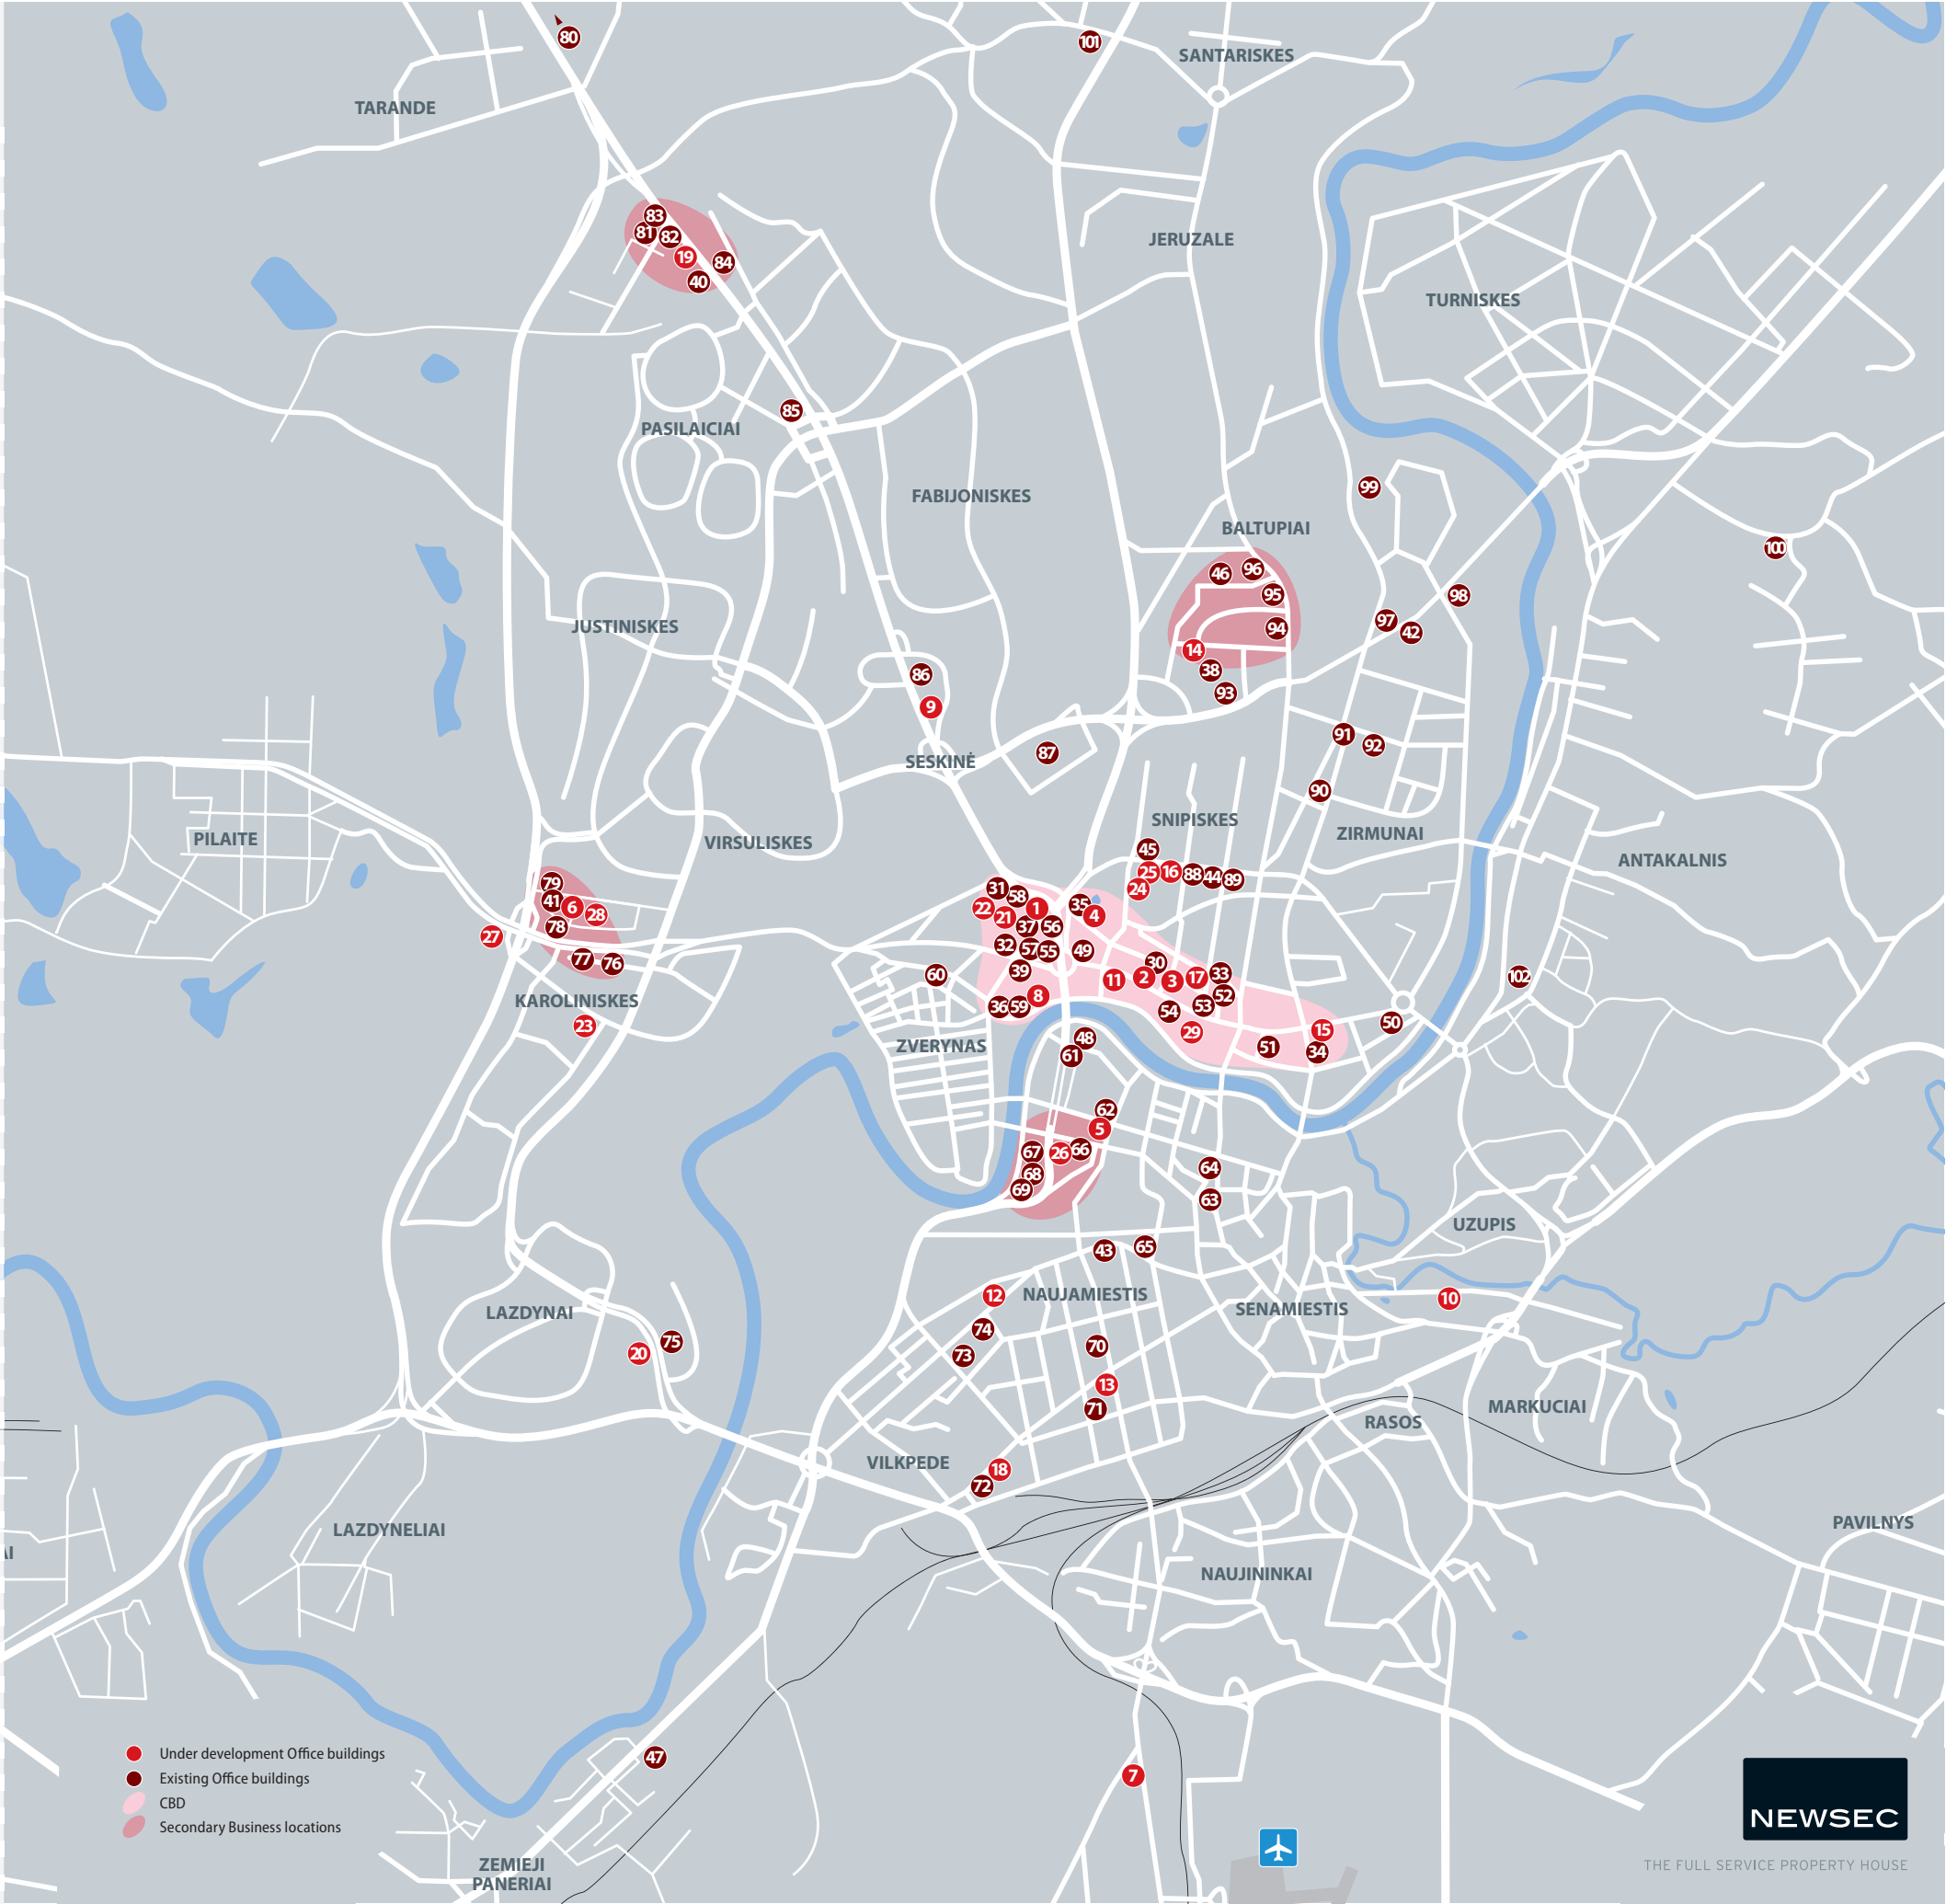 80
101
SANTARISKES
TARANDE
83
81 82
19
84
40
JERUZALE
TURNISKES
85
PASILAICIAI
FABIJONISKES
99
BALTUPIAI
100
46 96
95
98
94
97
42
14
38
93
JUSTINISKES
86
9
91
92
SESKINĖ
87
90
SNIPISKES
ZIRMUNAI
PILAITE
VIRSULISKES
ANTAKALNIS
45
25 16 88 44 89
24
79
41 6 28
78
27
77 76
31 58
22 21 1
35 4
37 56
32 57 55 49
39
60
30
11 2 3 17 33
52
53
54
36 59 8
29
102
KAROLINISKES
23
ZVERYNAS
48
61
51
15
34
50
62
5
67 26 66
68
69
64
63
UZUPIS
43 65
12
NAUJAMIESTIS
SENAMIESTIS
10
LAZDYNAI
74
73
70
75
20
13
71
MARKUCIAI
RASOS
VILKPEDE
18
72
LAZDYNELIAI
PAVILNYS
AI
NAUJININKAI
Under development Office buildings
Existing Office buildings
CBD
Secondary Business locations
47
7
NEWSEC
THE FULL SERVICE PROPERTY HOUSE
ZEMIEJI
PANERIAI